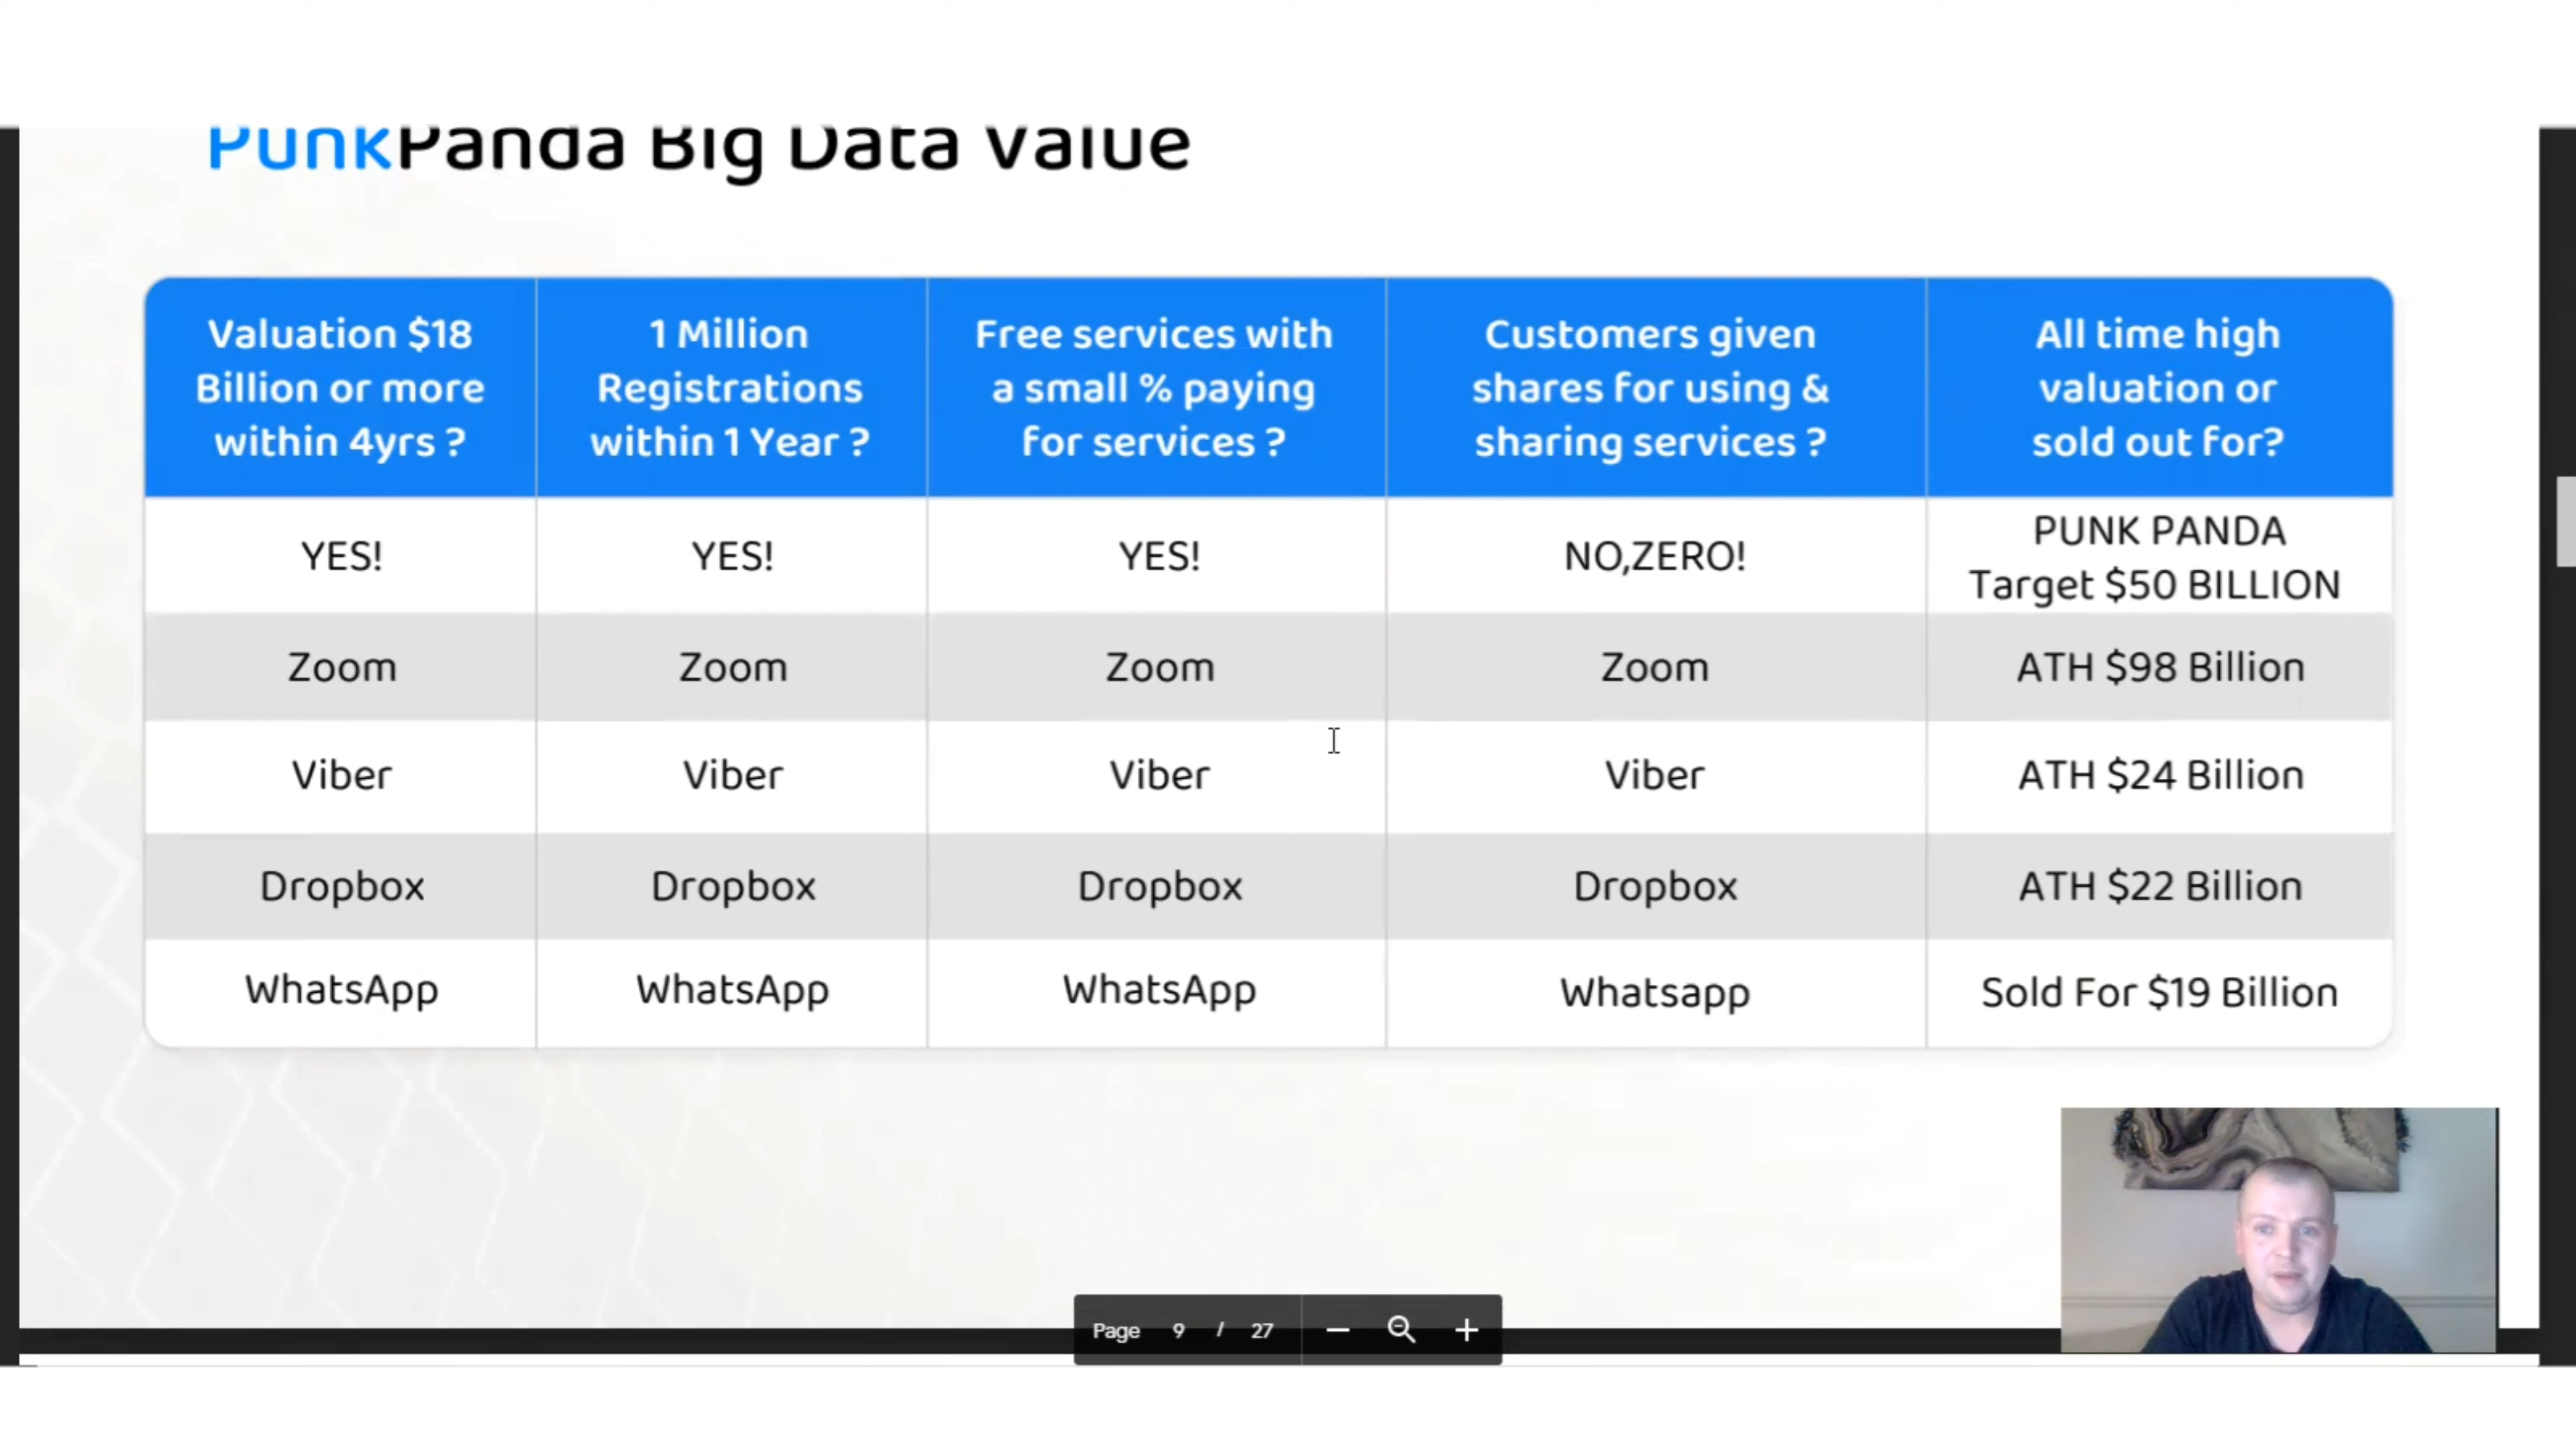 PunkPanda Big Data Value
Valuation $18
Billion or more
within 4yrs ?
1 Million
Registrations
within 1 Year ?
Free services with
a small % paying
for services ?
Customers given
shares for using &
sharing services ?
All time high
valuation or
sold out for?
YES!
YES!
YES!
NO,ZERO!
PUNK PANDA
Target $50 BILLION
Zoom
Zoom
Zoom
Zoom
ATH $98 Billion
Viber
Viber
Viber
Viber
ATH $24 Billion
Dropbox
Dropbox
Dropbox
Dropbox
ATH $22 Billion
WhatsApp
WhatsApp
WhatsApp
Whatsapp
Sold For $19 Billion
Page 9 / 27